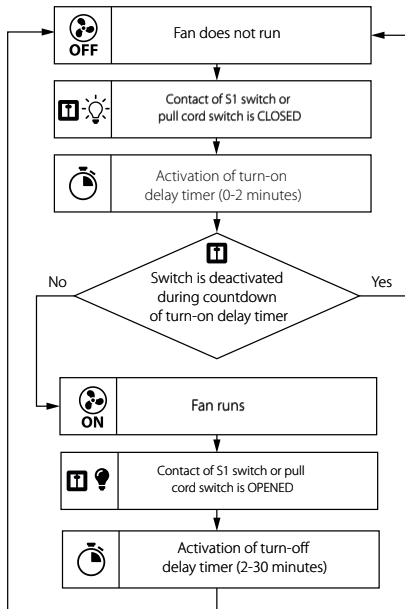 OFF
Fan does not run
Contact of S1 switch or
pull cord switch is CLOSED
Activation of turn-on
delay timer (0-2 minutes)
No
Switch is deactivated
during countdown
of turn-on delay timer
Yes
ON
Fan runs
Contact of S1 switch or pull
cord switch is OPENED
Activation of turn-off
delay timer (2-30 minutes)